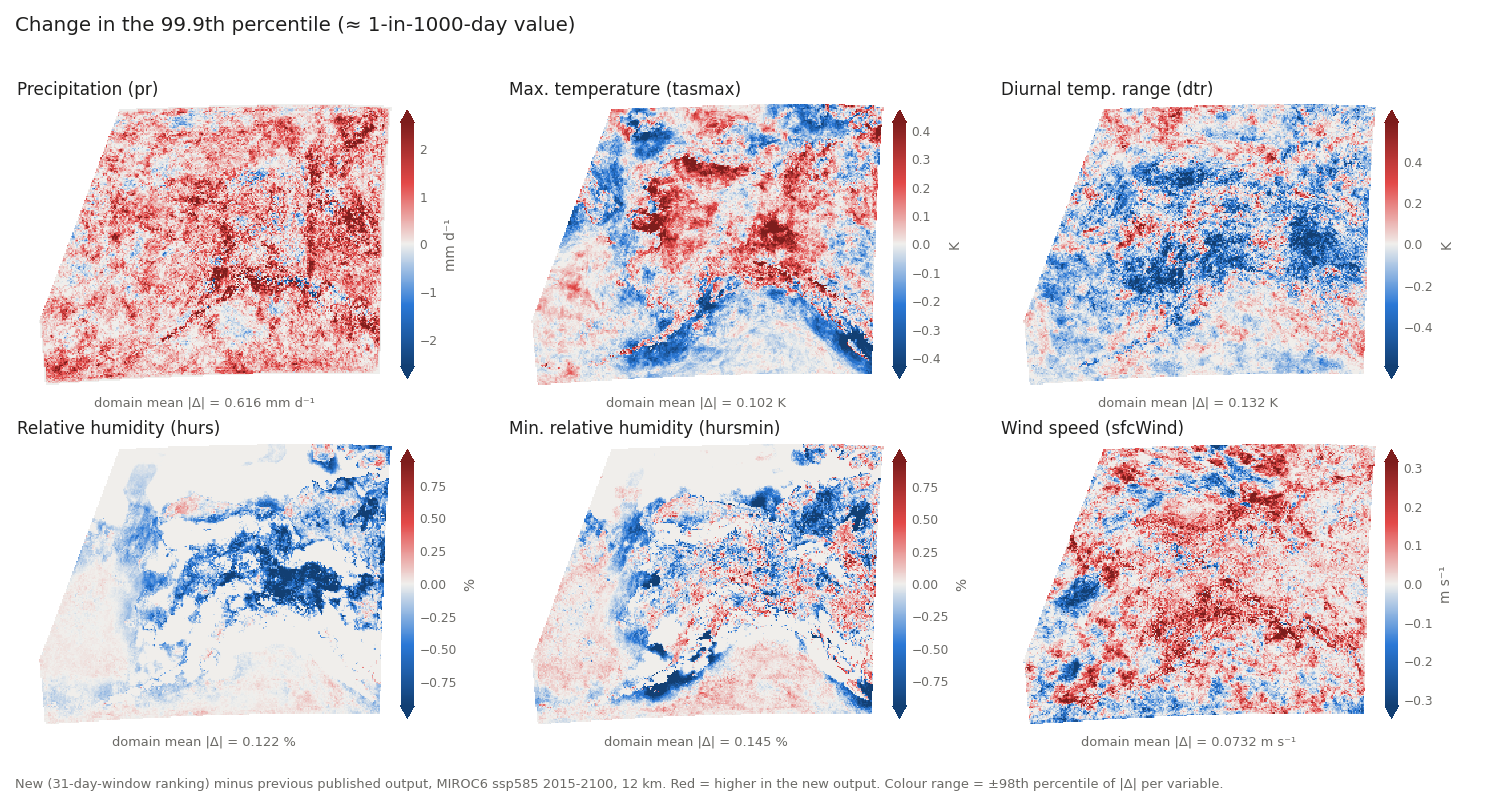 Change in the 99.9th percentile (≈ 1-in-1000-day value)
Precipitation (pr)
2
1
0
−1
−2
mm d⁻¹
domain mean |Δ| = 0.616 mm d⁻¹
Max. temperature (tasmax)
0.4
0.3
0.2
0.1
0.0
−0.1
−0.2
−0.3
−0.4
K
domain mean |Δ| = 0.102 K
Diurnal temp. range (dtr)
0.4
0.2
0.0
−0.2
−0.4
K
domain mean |Δ| = 0.132 K
Relative humidity (hurs)
0.75
0.50
0.25
0.00
−0.25
−0.50
−0.75
%
domain mean |Δ| = 0.122 %
Min. relative humidity (hursmin)
0.75
0.50
0.25
0.00
−0.25
−0.50
−0.75
%
domain mean |Δ| = 0.145 %
Wind speed (sfcWind)
0.3
0.2
0.1
0.0
−0.1
−0.2
−0.3
m s⁻¹
domain mean |Δ| = 0.0732 m s⁻¹
New (31-day-window ranking) minus previous published output, MIROC6 ssp585 2015-2100, 12 km. Red = higher in the new output. Colour range = ±98th percentile of |Δ| per variable.